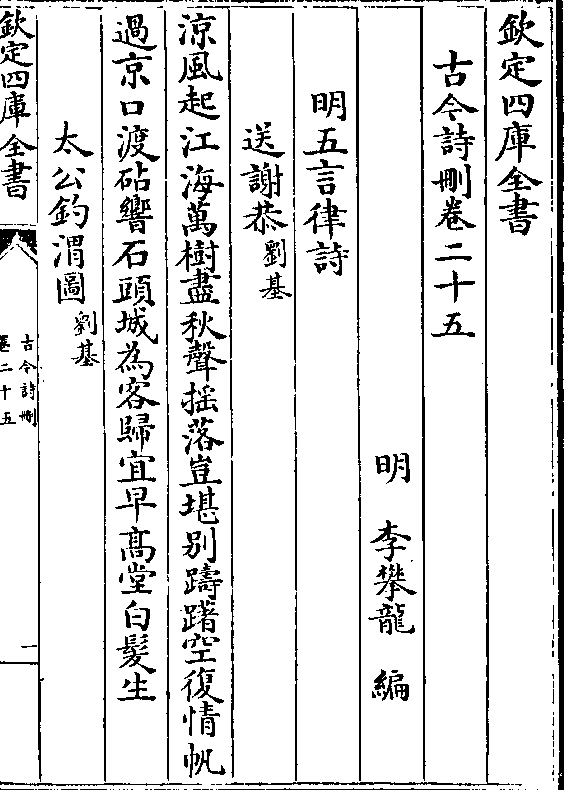 欽定四庫全書
古今詩刪卷二十五
明 李攀龍 編
明五言律詩
送謝恭 劉基
涼風起江海萬樹盡秋聲揺落豈堪别躊躇空復情帆
過京口渡砧響石頭城為客歸宜早髙堂白髪生
太公釣渭圖 劉基
欽定四庫全書
古今詩刪
卷二十五
一